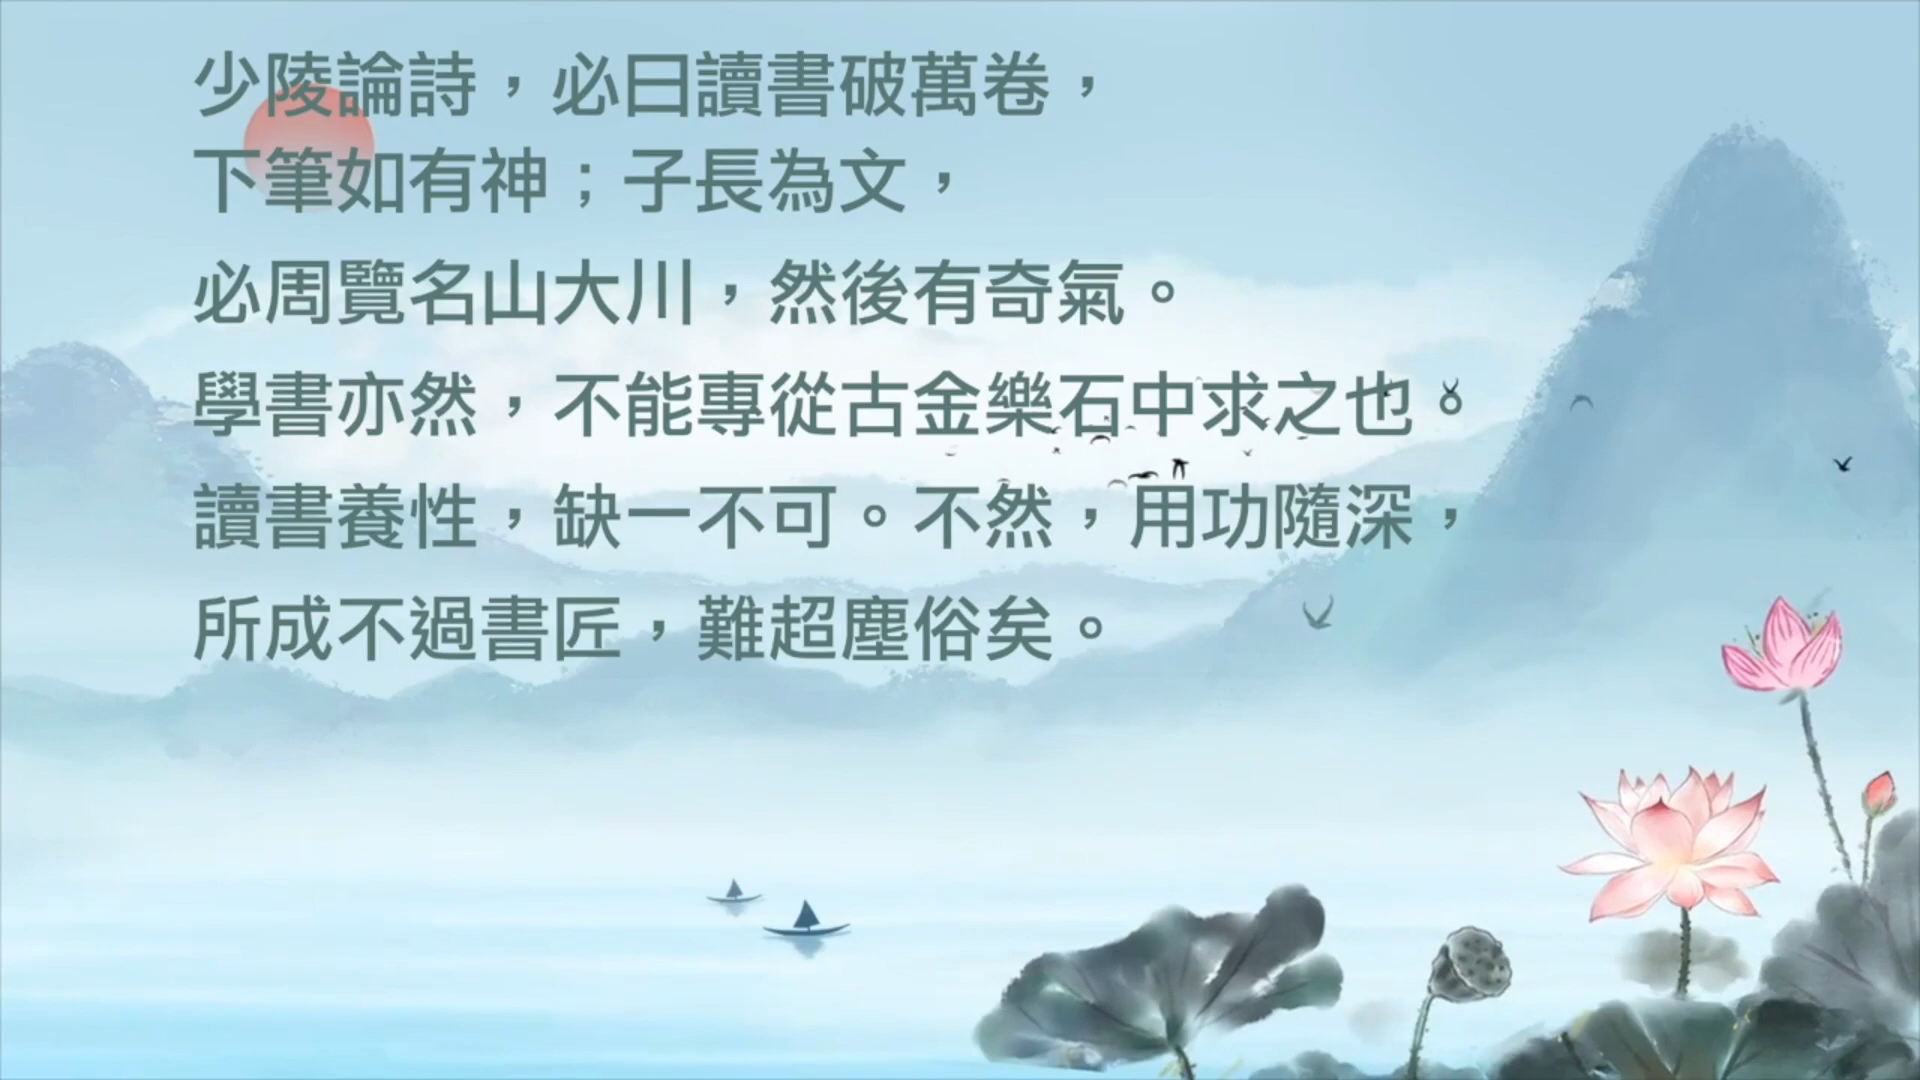 少陵論詩，必曰讀書破萬卷，
下筆如有神；子長為文，
必周覽名山大川，然後有奇氣。
學書亦然，不能專從古金樂石中求之也。
讀書養性，缺一不可。不然，用功隨深，
所成不過書匠，難超塵俗矣。